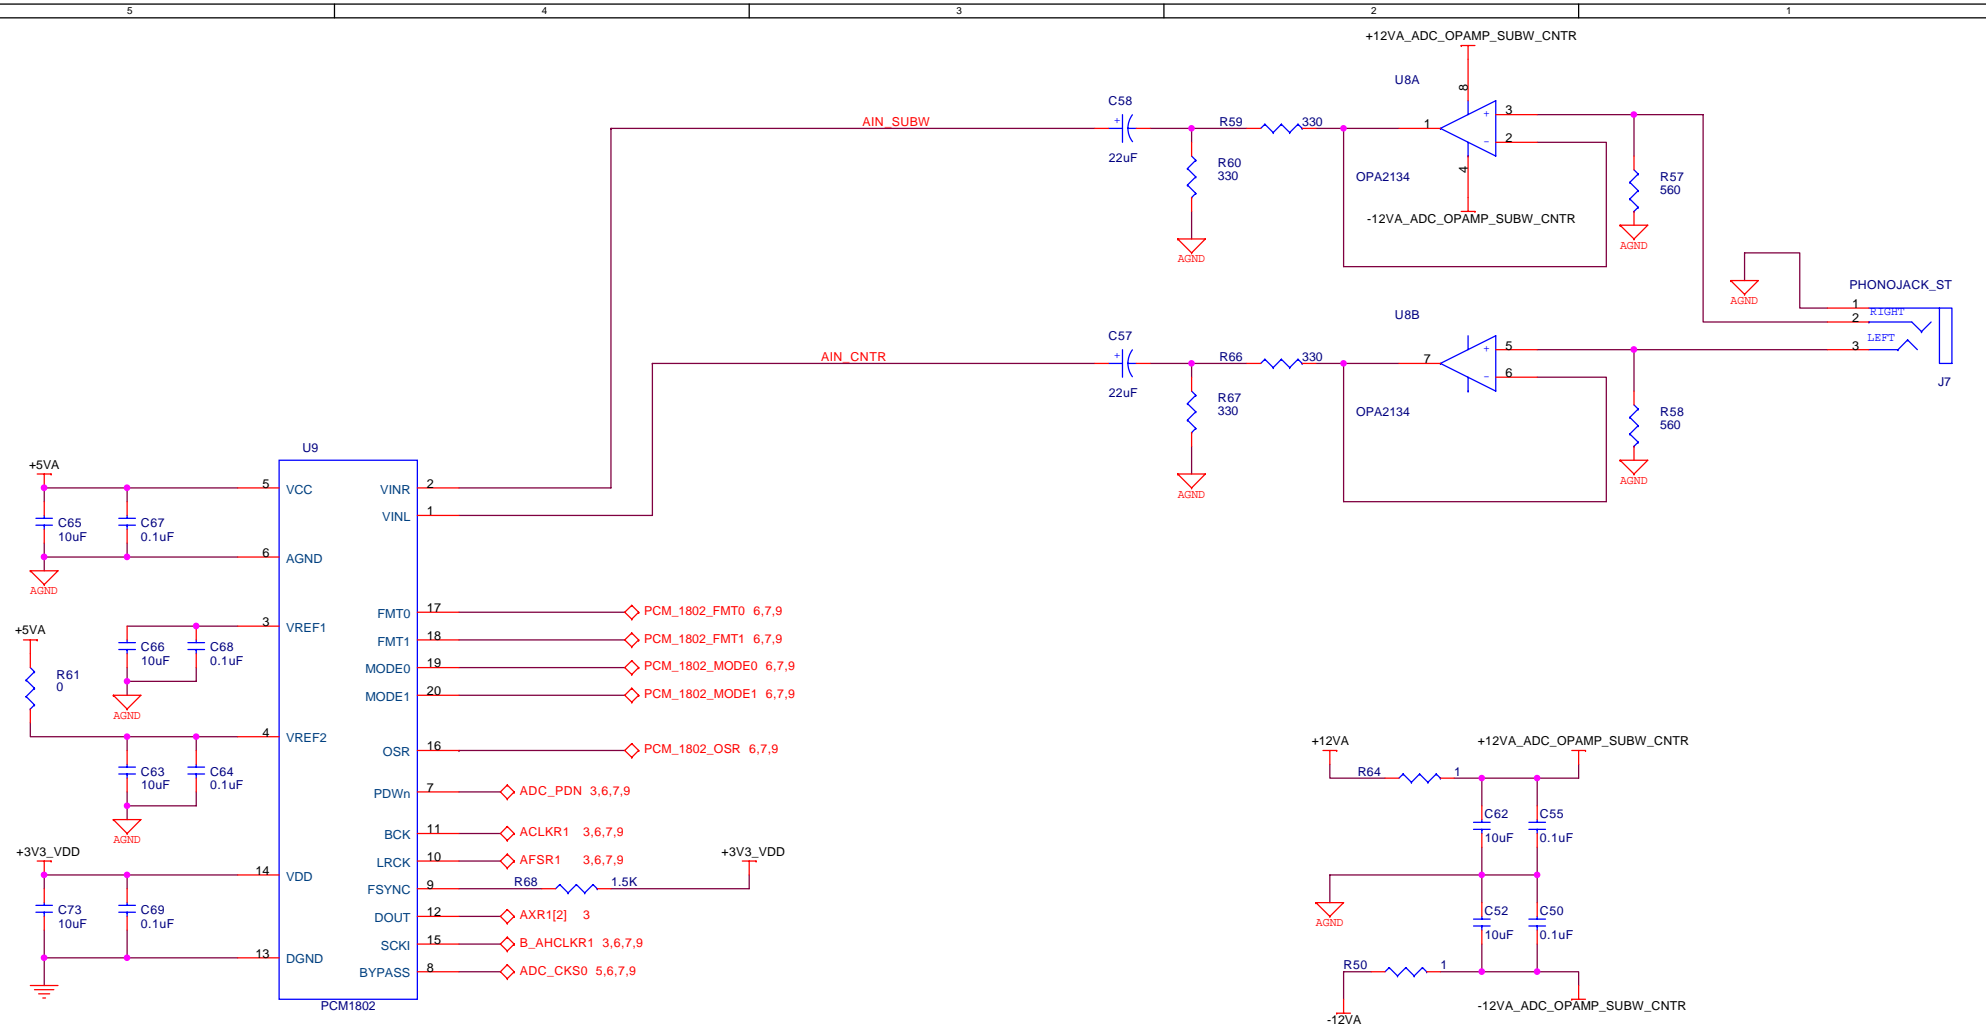 5 4 3 2 1
+12VA_ADC_OPAMP_SUBW_CNTR
U8A
8
C58
+
22uF
AIN_SUBW
R59 330
1
+ 3
- 2
4
R60
330
OPA2134
R57
560
-12VA_ADC_OPAMP_SUBW_CNTR
AGND
AGND
AGND
PHONOJACK_ST
1
2 RIGHT
3 LEFT
J7
U8B
C57
+
22uF
AIN_CNTR
R66 330
7
+ 5
- 6
R67
330
OPA2134
R58
560
AGND
AGND
U9
+5VA
5 VCC
VINR 2
VINL 1
C65
10uF
C67
0.1uF
6 AGND
AGND
FMT0 17 PCM_1802_FMT0 6,7,9
3 VREF1
+5VA
FMT1 18 PCM_1802_FMT1 6,7,9
C66
10uF
C68
0.1uF
MODE0 19 PCM_1802_MODE0 6,7,9
R61
0
MODE1 20 PCM_1802_MODE1 6,7,9
AGND
4 VREF2
OSR 16 PCM_1802_OSR 6,7,9
C63
10uF
C64
0.1uF
PDWn 7 ADC_PDN 3,6,7,9
AGND
BCK 11 ACLKR1 3,6,7,9
+3V3_VDD
LRCK 10 AFSR1 3,6,7,9
+3V3_VDD
14 VDD
FSYNC 9 R68 1.5K
C73
10uF
C69
0.1uF
DOUT 12 AXR1[2] 3
SCKI 15 B_AHCLKR1 3,6,7,9
13 DGND
BYPASS 8 ADC_CKS0 5,6,7,9
PCM1802
+12VA
+12VA_ADC_OPAMP_SUBW_CNTR
R64 1
C62
10uF
C55
0.1uF
AGND
C52
10uF
C50
0.1uF
R50 1
-12VA_ADC_OPAMP_SUBW_CNTR
-12VA